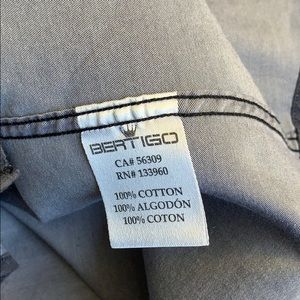 BERTIGO
CA# 56309
RN# 133960
100% COTTON
100% ALGODÓN
100% COTON